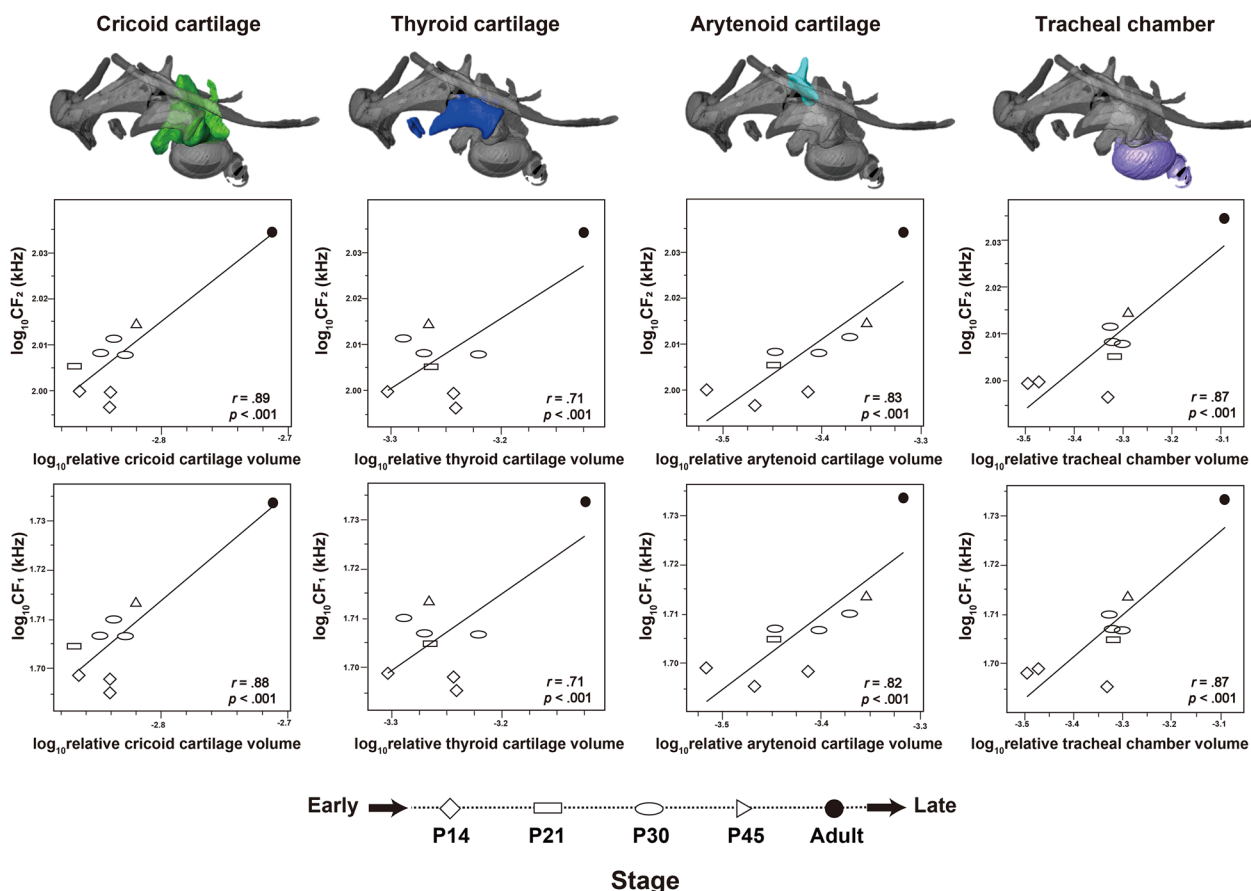 Cricoid cartilage
Thyroid cartilage
Arytenoid cartilage
Tracheal chamber
log₁₀CF₂ (kHz)
2.03
2.02
2.01
2.00
r = .89
p < .001
-2.8
-2.7
log₁₀relative cricoid cartilage volume
log₁₀CF₂ (kHz)
2.03
2.02
2.01
2.00
r = .71
p < .001
-3.3
-3.2
log₁₀relative thyroid cartilage volume
log₁₀CF₂ (kHz)
2.03
2.02
2.01
2.00
r = .83
p < .001
-3.5
-3.4
-3.3
log₁₀relative arytenoid cartilage volume
log₁₀CF₂ (kHz)
2.03
2.02
2.01
2.00
r = .87
p < .001
-3.5
-3.4
-3.3
-3.2
-3.1
log₁₀relative tracheal chamber volume
log₁₀CF₁ (kHz)
1.73
1.72
1.71
1.70
r = .88
p < .001
-2.8
-2.7
log₁₀relative cricoid cartilage volume
log₁₀CF₁ (kHz)
1.73
1.72
1.71
1.70
r = .71
p < .001
-3.3
-3.2
log₁₀relative thyroid cartilage volume
log₁₀CF₁ (kHz)
1.73
1.72
1.71
1.70
r = .82
p < .001
-3.5
-3.4
-3.3
log₁₀relative arytenoid cartilage volume
log₁₀CF₁ (kHz)
1.73
1.72
1.71
1.70
r = .87
p < .001
-3.5
-3.4
-3.3
-3.2
-3.1
log₁₀relative tracheal chamber volume
Early
Late
P14
P21
P30
P45
Adult
Stage